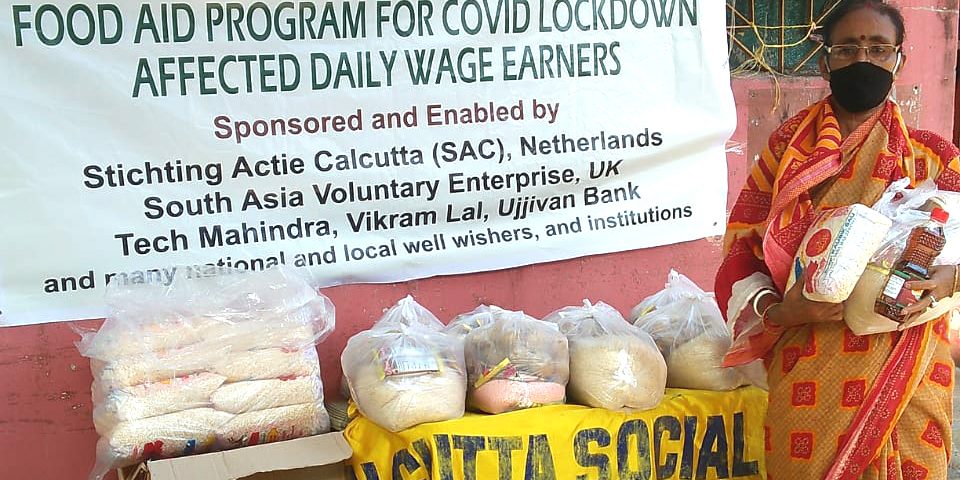 FOOD AID PROGRAM FOR COVID LOCKDOWN
AFFECTED DAILY WAGE EARNERS
Sponsored and Enabled by
Stichting Actie Calcutta (SAC), Netherlands
South Asia Voluntary Enterprise, UK
Tech Mahindra, Vikram Lal, Ujjivan Bank
and many national and local well wishers, and institutions
CALCUTTA SOCIAL